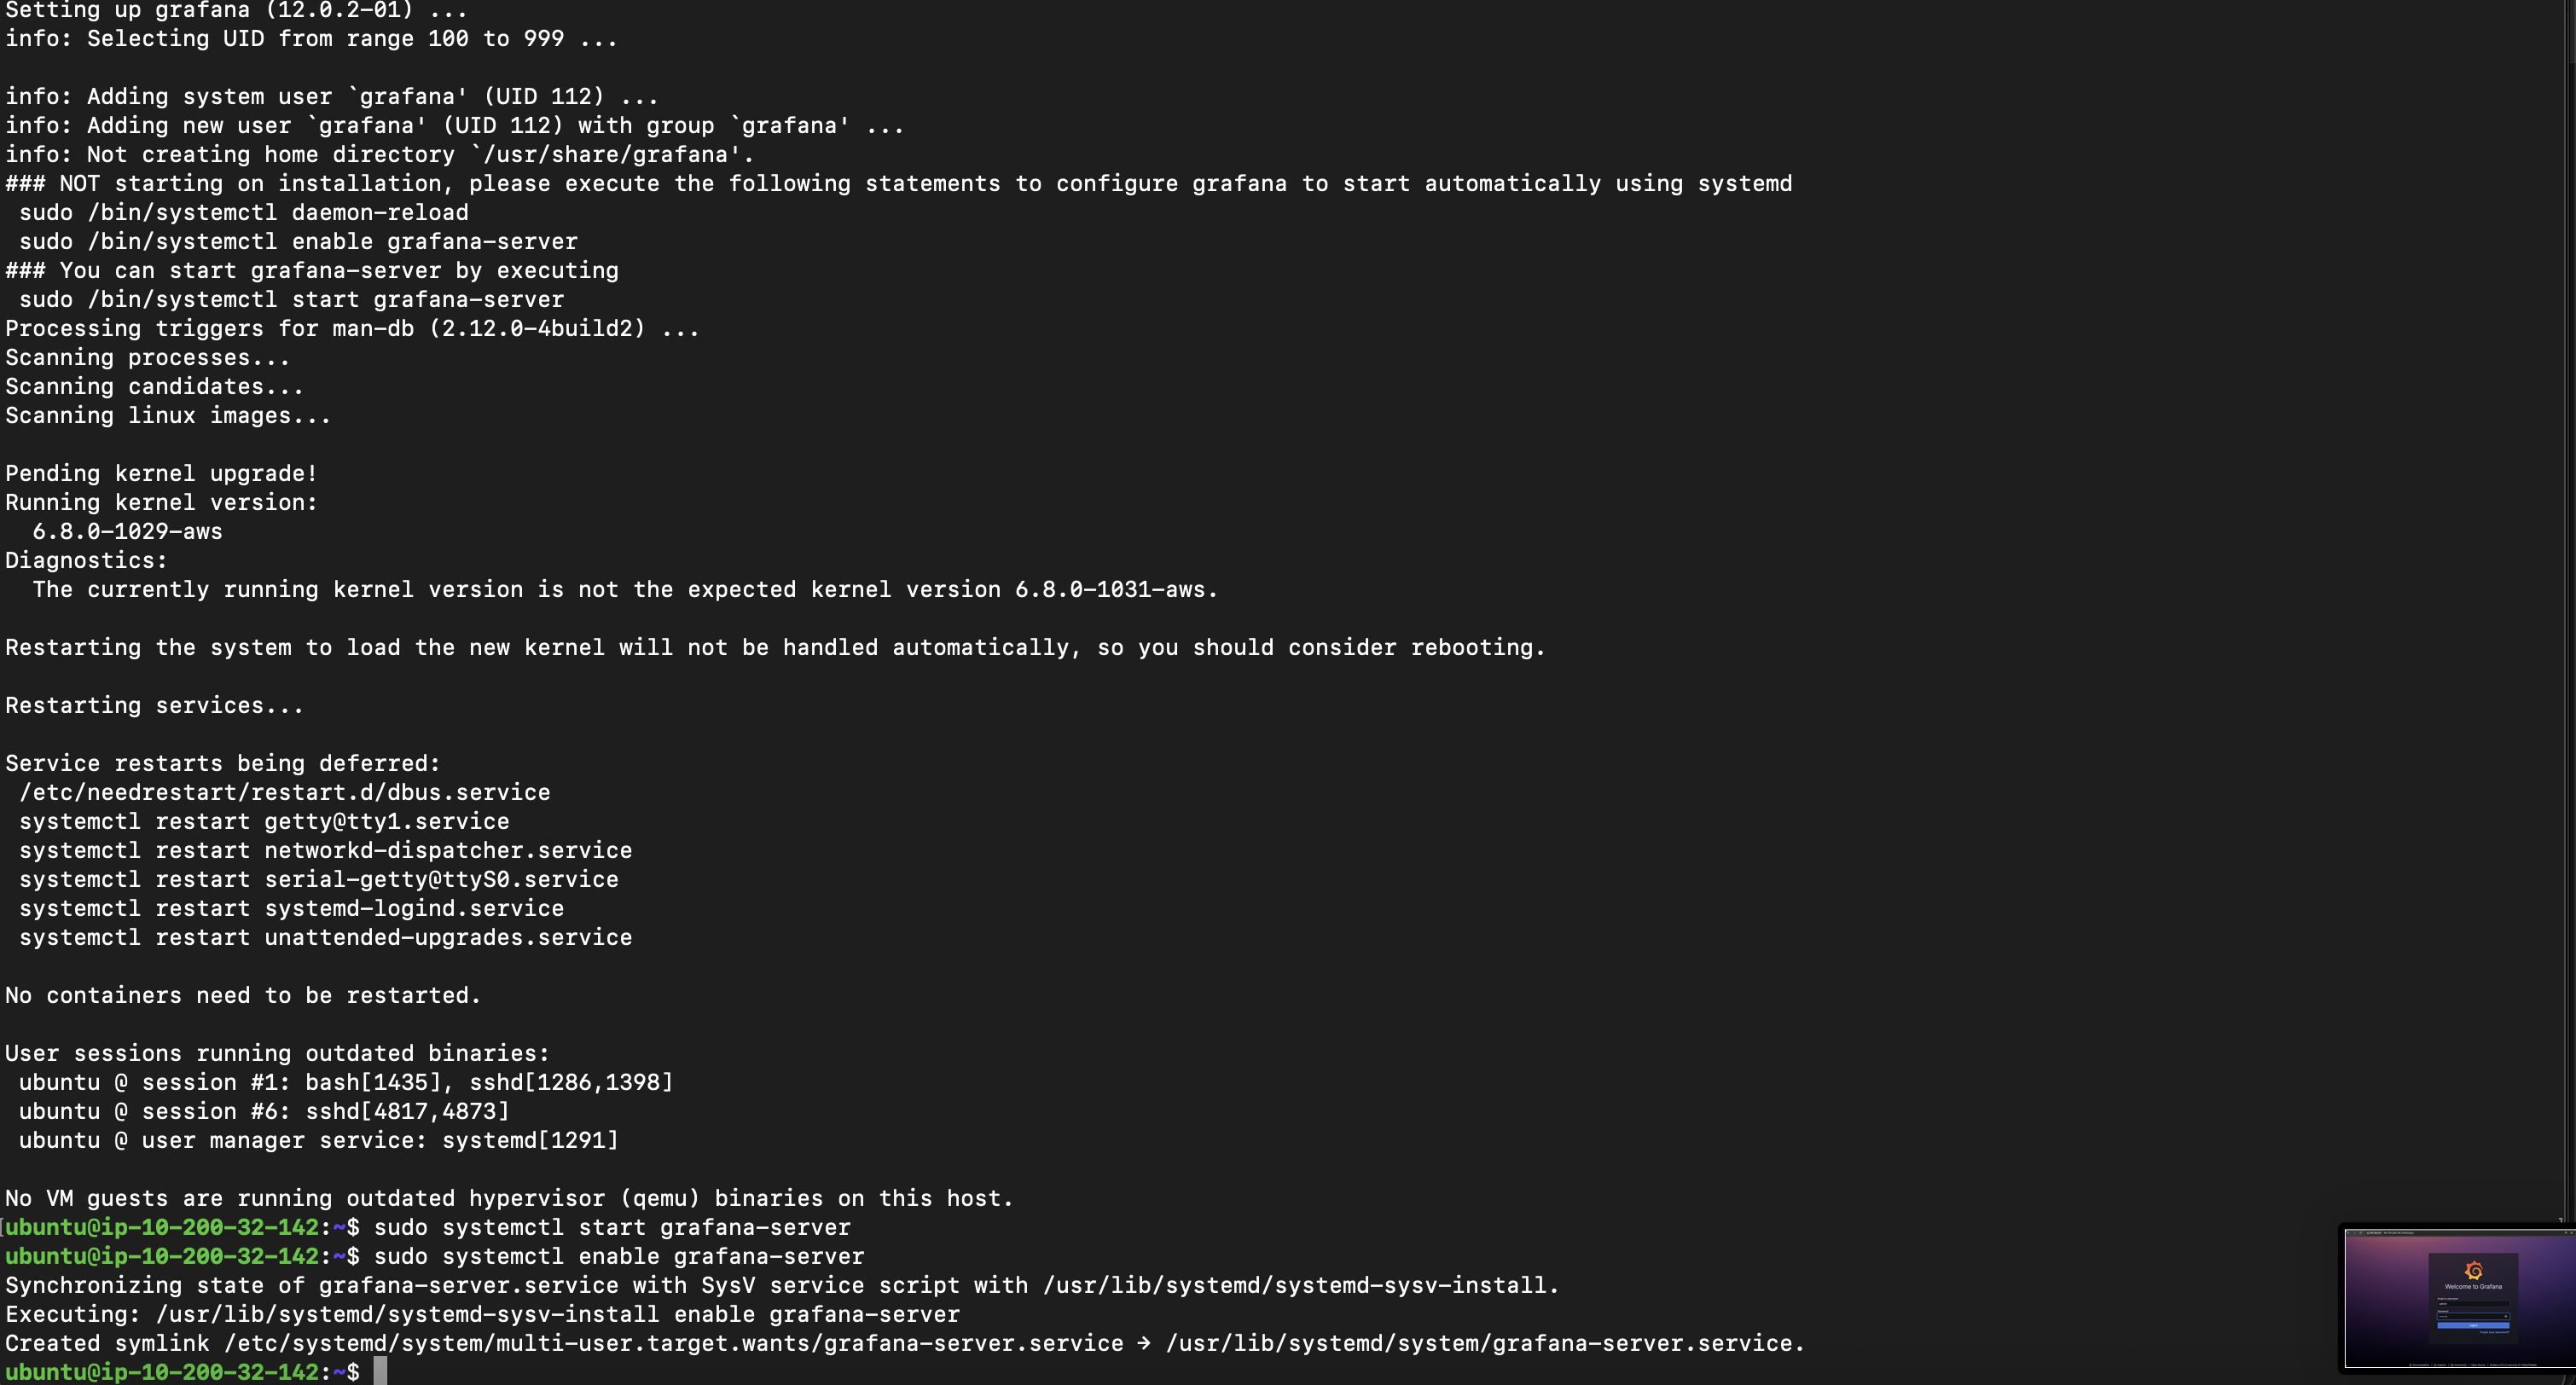 Setting up grafana (12.0.2-01) ...
info: Selecting UID from range 100 to 999 ...
info: Adding system user `grafana' (UID 112) ...
info: Adding new user `grafana' (UID 112) with group `grafana' ...
info: Not creating home directory `/usr/share/grafana'.
### NOT starting on installation, please execute the following statements to configure grafana to start automatically using systemd
 sudo /bin/systemctl daemon-reload
 sudo /bin/systemctl enable grafana-server
### You can start grafana-server by executing
 sudo /bin/systemctl start grafana-server
Processing triggers for man-db (2.12.0-4build2) ...
Scanning processes...
Scanning candidates...
Scanning linux images...
Pending kernel upgrade!
Running kernel version:
  6.8.0-1029-aws
Diagnostics:
  The currently running kernel version is not the expected kernel version 6.8.0-1031-aws.
Restarting the system to load the new kernel will not be handled automatically, so you should consider rebooting.
Restarting services...
Service restarts being deferred:
 /etc/needrestart/restart.d/dbus.service
 systemctl restart getty@tty1.service
 systemctl restart networkd-dispatcher.service
 systemctl restart serial-getty@ttyS0.service
 systemctl restart systemd-logind.service
 systemctl restart unattended-upgrades.service
No containers need to be restarted.
User sessions running outdated binaries:
 ubuntu @ session #1: bash[1435], sshd[1286,1398]
 ubuntu @ session #6: sshd[4817,4873]
 ubuntu @ user manager service: systemd[1291]
No VM guests are running outdated hypervisor (qemu) binaries on this host.
ubuntu@ip-10-200-32-142:~$ sudo systemctl start grafana-server
ubuntu@ip-10-200-32-142:~$ sudo systemctl enable grafana-server
Synchronizing state of grafana-server.service with SysV service script with /usr/lib/systemd/systemd-sysv-install.
Executing: /usr/lib/systemd/systemd-sysv-install enable grafana-server
Created symlink /etc/systemd/system/multi-user.target.wants/grafana-server.service → /usr/lib/systemd/system/grafana-server.service.
ubuntu@ip-10-200-32-142:~$
Welcome to Grafana